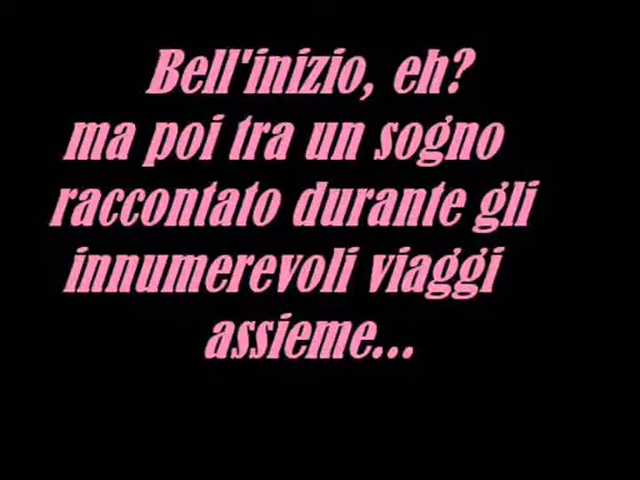 Bell'inizio, eh?
ma poi tra un sogno
raccontato durante gli
innumerevoli viaggi
assieme...